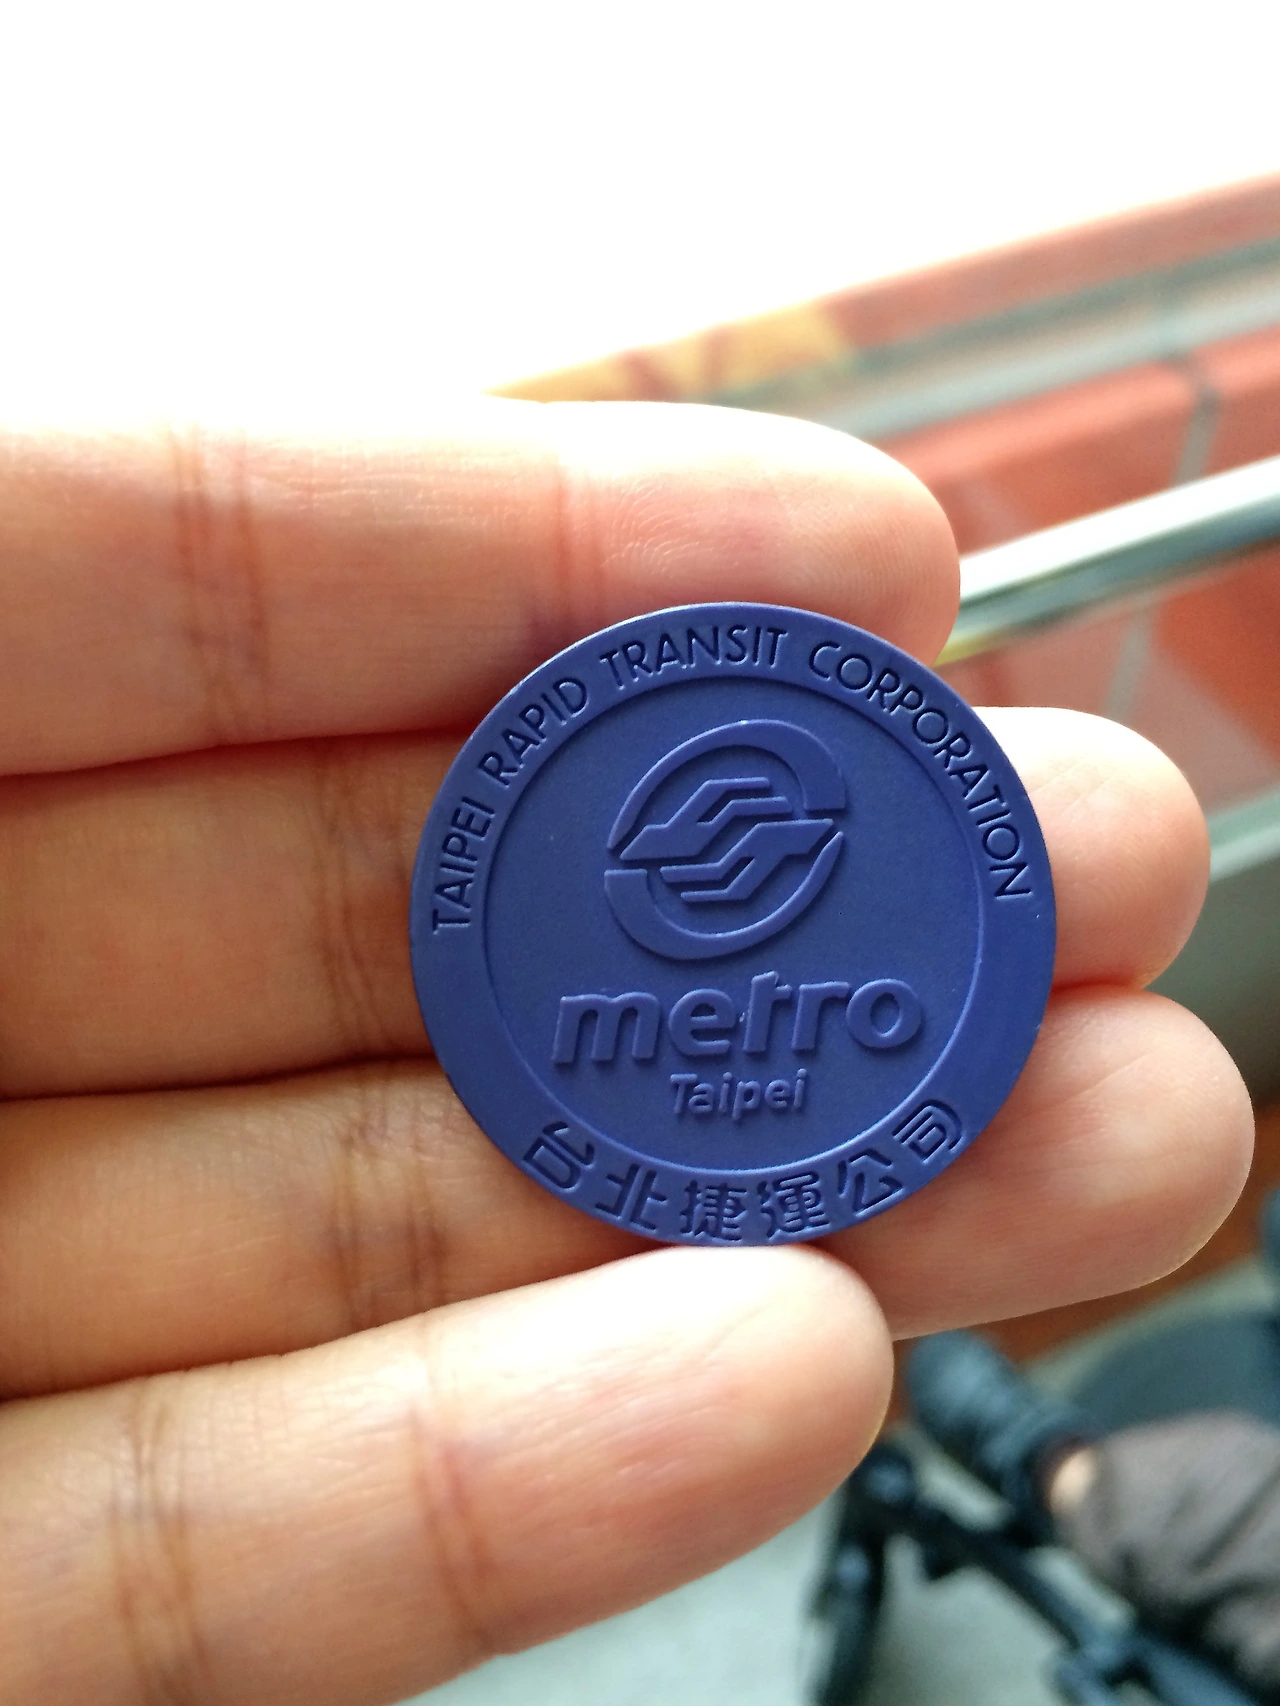 TAIPEI RAPID TRANSIT CORPORATION
metro
Taipei
台北捷運公司